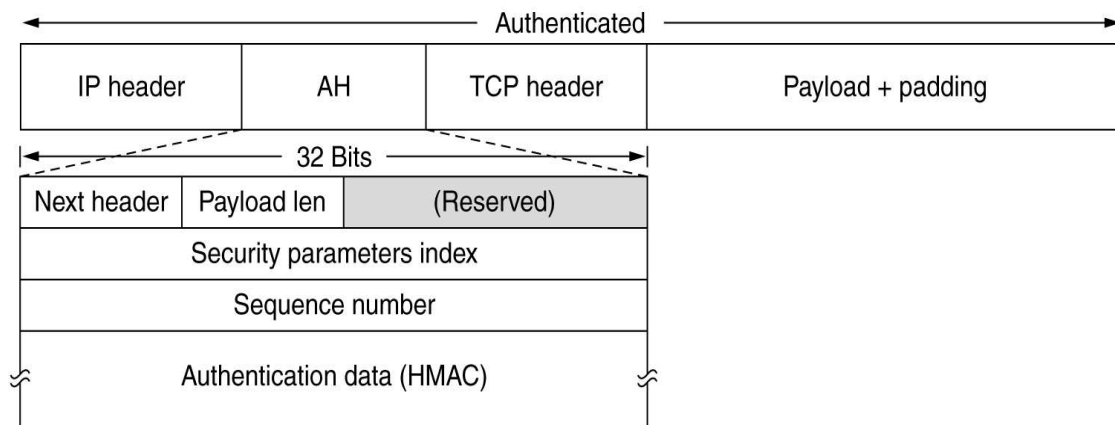 Authenticated
IP header AH TCP header Payload + padding
32 Bits
Next header Payload len (Reserved)
Security parameters index
Sequence number
Authentication data (HMAC)